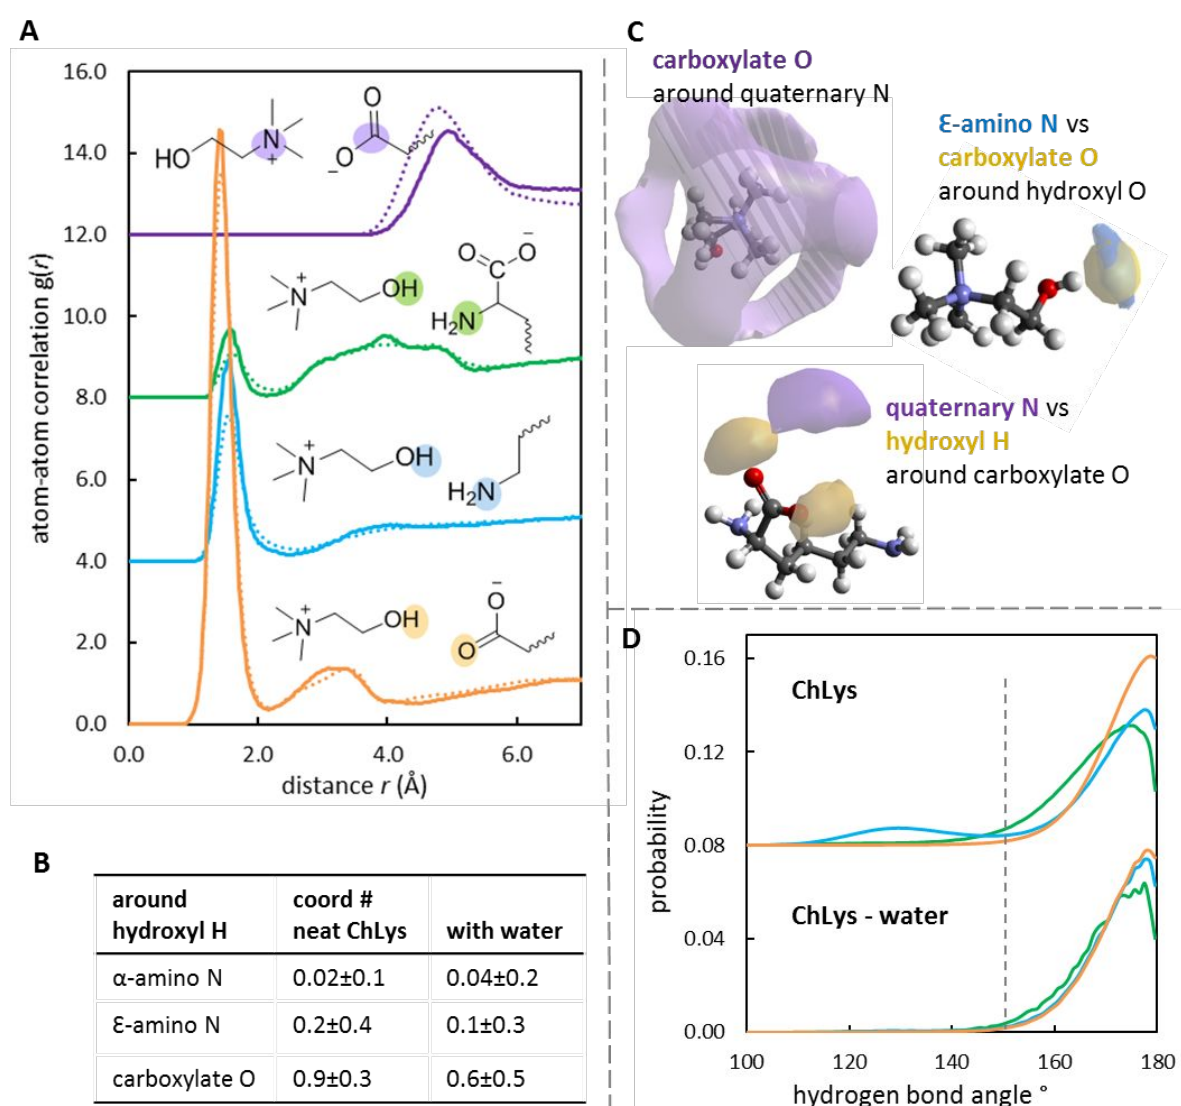 A
16.0
14.0
12.0
10.0
8.0
6.0
4.0
2.0
0.0
atom-atom correlation g(r)
0.0 2.0 4.0 6.0
distance r (Å)
HO N +
O O −
N + OH
O O −
H₂N
N + OH
H₂N
N + OH
O − O
B
around hydroxyl H
coord # neat ChLys
with water
α-amino N 0.02±0.1 0.04±0.2
Ɛ-amino N 0.2±0.4 0.1±0.3
carboxylate O 0.9±0.3 0.6±0.5
C
carboxylate O
around quaternary N
Ɛ-amino N vs
carboxylate O
around hydroxyl O
quaternary N vs
hydroxyl H
around carboxylate O
D
0.16
0.12
0.08
0.04
0.00
probability
ChLys
ChLys - water
100 120 140 160 180
hydrogen bond angle °